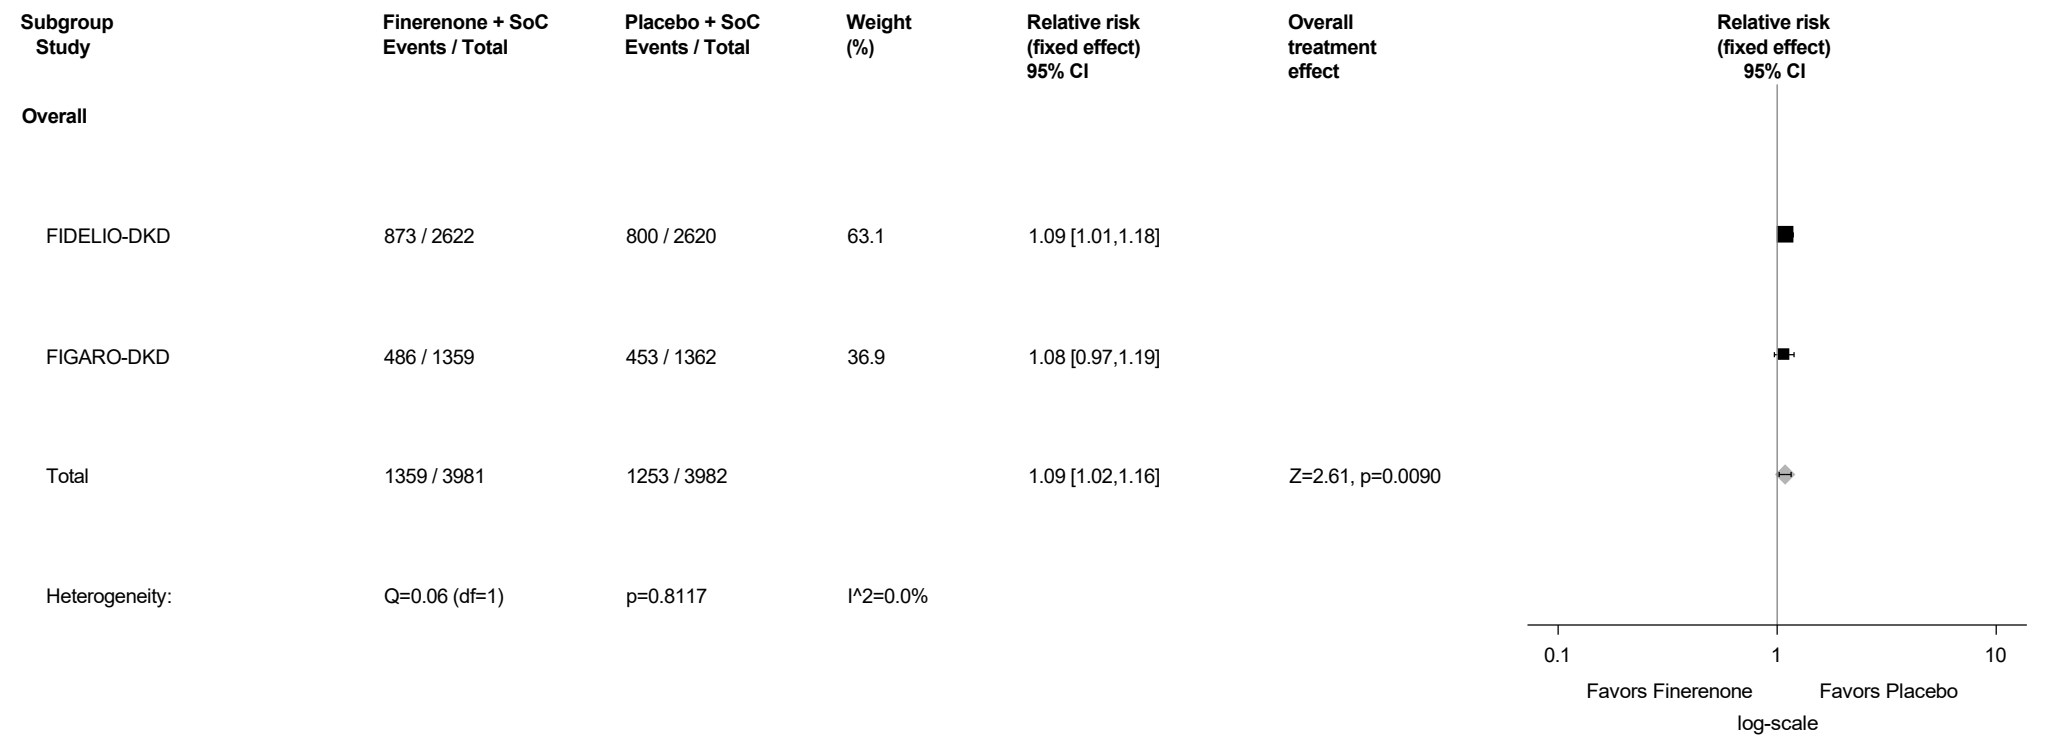 Subgroup Finerenone + SoC Placebo + SoC Weight Relative risk Overall Relative risk
Study Events / Total Events / Total (%) (fixed effect) treatment (fixed effect)
95% CI effect 95% CI
Overall
FIDELIO-DKD 873 / 2622 800 / 2620 63.1 1.09 [1.01,1.18]
FIGARO-DKD 486 / 1359 453 / 1362 36.9 1.08 [0.97,1.19]
Total 1359 / 3981 1253 / 3982 1.09 [1.02,1.16] Z=2.61, p=0.0090
Heterogeneity: Q=0.06 (df=1) p=0.8117 I^2=0.0%
0.1 1 10
Favors Finerenone Favors Placebo
log-scale